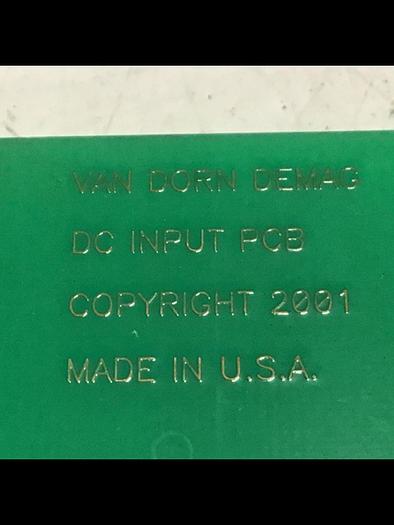 VAN DORN DEMAG
DC INPUT PCB
COPYRIGHT 2001
MADE IN U.S.A.